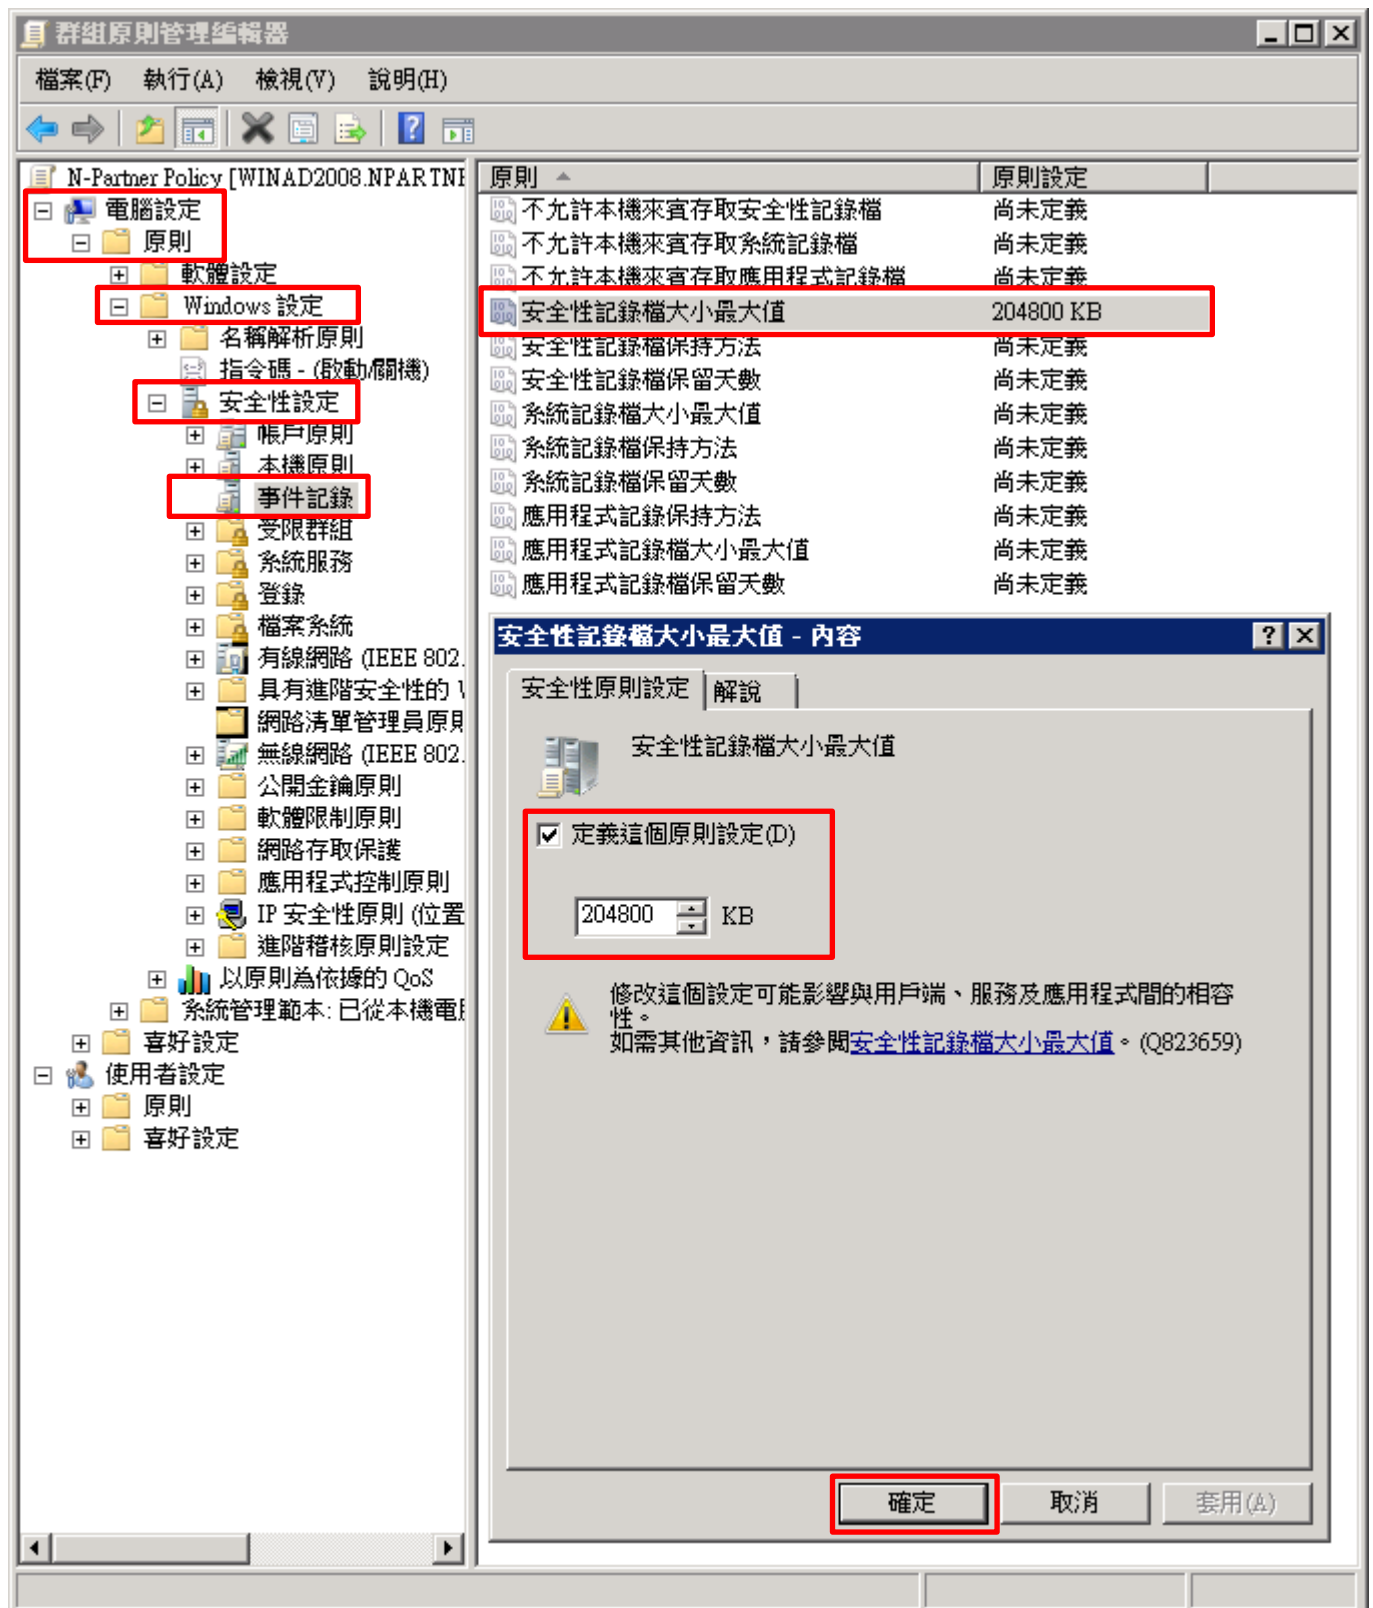 群組原則管理編輯器
檔案(F) 執行(A) 檢視(V) 說明(H)
N-Partner Policy [WINAD2008.NPARTNE
電腦設定
原則
軟體設定
Windows 設定
名稱解析原則
指令碼 - (啟動/關機)
安全性設定
帳戶原則
本機原則
事件記錄
受限群組
系統服務
登錄
檔案系統
有線網路 (IEEE 802.
具有進階安全性的
網路清單管理員原則
無線網路 (IEEE 802.
公開金鑰原則
軟體限制原則
網路存取保護
應用程式控制原則
IP 安全性原則 (位置
進階稽核原則設定
以原則為依據的 QoS
系統管理範本: 已從本機電腦
喜好設定
使用者設定
原則
喜好設定
原則 原則設定
不允許本機來賓存取安全性記錄檔 尚未定義
不允許本機來賓存取系統記錄檔 尚未定義
不允許本機來賓存取應用程式記錄檔 尚未定義
安全性記錄檔大小最大值 204800 KB
安全性記錄檔保持方法 尚未定義
安全性記錄檔保留天數 尚未定義
系統記錄檔大小最大值 尚未定義
系統記錄檔保持方法 尚未定義
系統記錄檔保留天數 尚未定義
應用程式記錄保持方法 尚未定義
應用程式記錄檔大小最大值 尚未定義
應用程式記錄檔保留天數 尚未定義
安全性記錄檔大小最大值 - 內容
安全性原則設定 解說
安全性記錄檔大小最大值
定義這個原則設定(D)
204800 KB
修改這個設定可能影響與用戶端、服務及應用程式間的相容
性。
如需其他資訊，請參閱安全性記錄檔大小最大值。(Q823659)
確定 取消 套用(A)